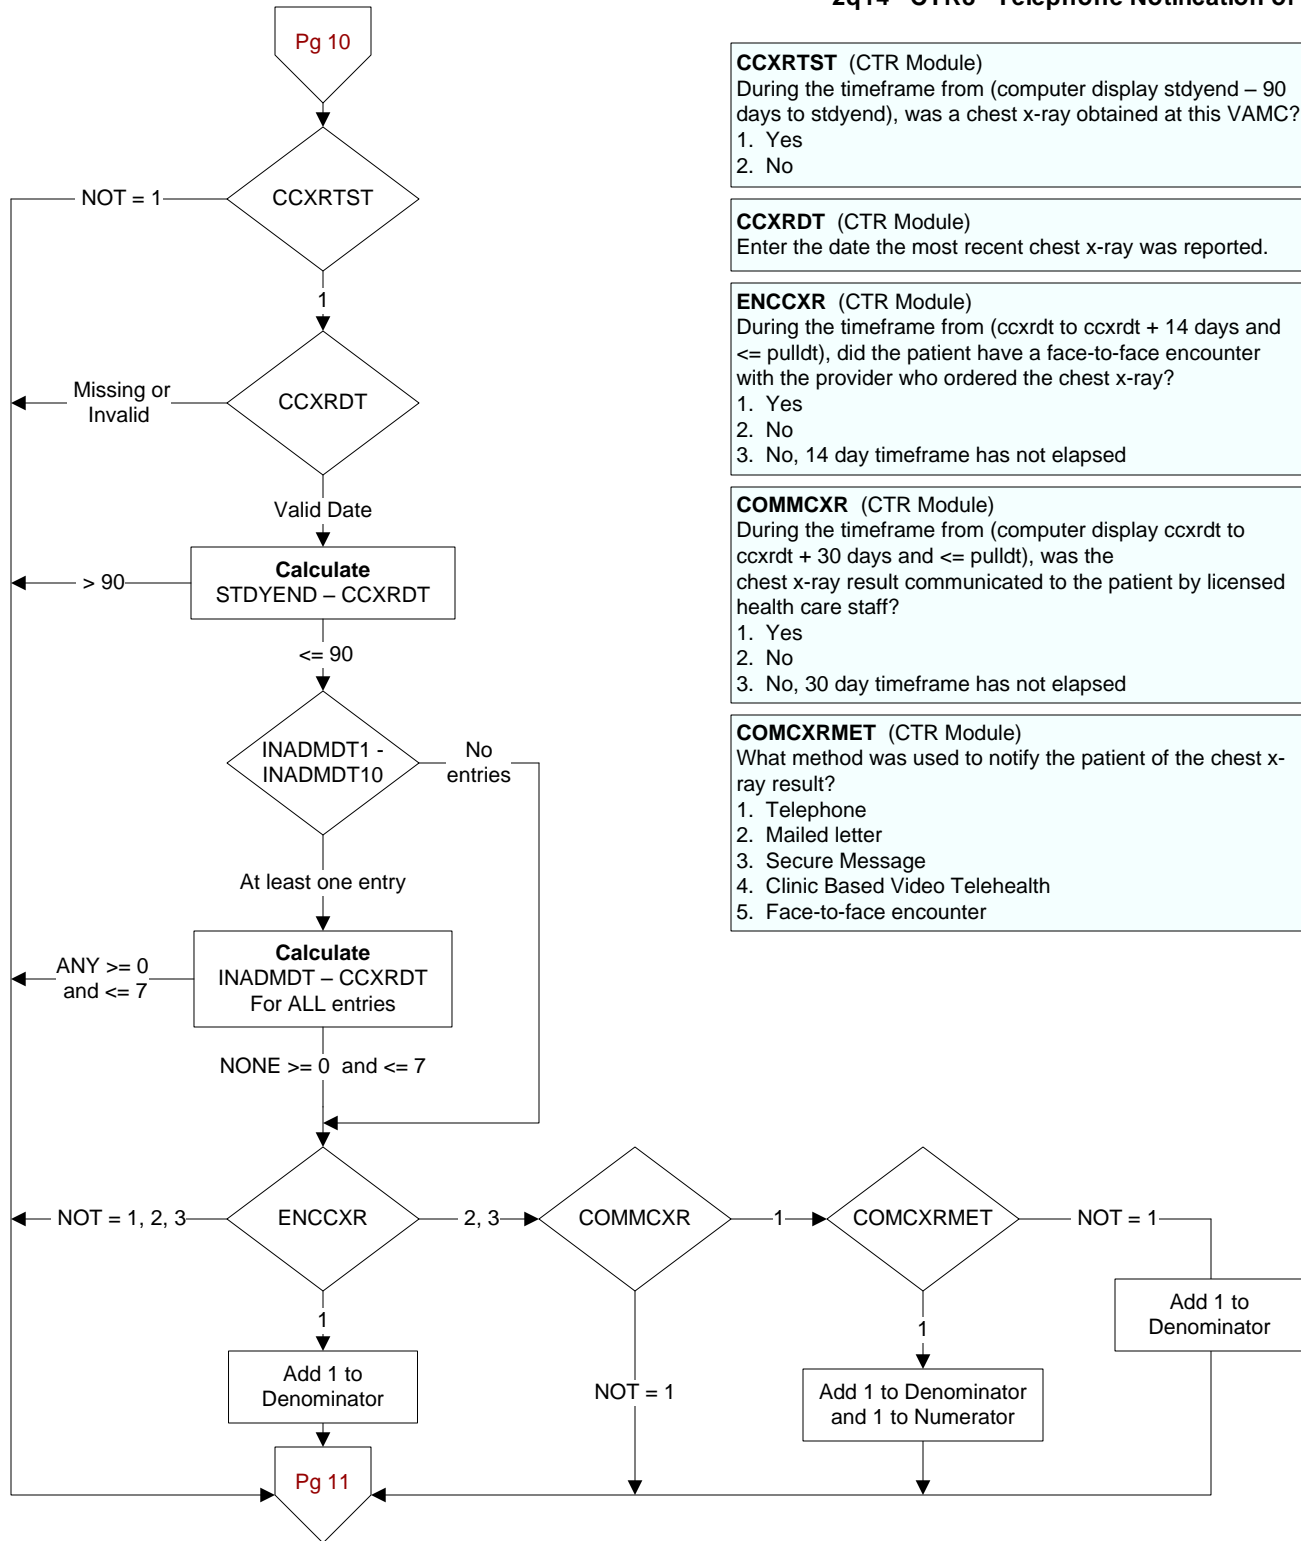 2q14 - CTR8 - Telephone Notification of
Pg 10
CCXRTST (CTR Module)
During the timeframe from (computer display stdyend – 90
days to stdyend), was a chest x-ray obtained at this VAMC?
1. Yes
2. No
CCXRDT (CTR Module)
Enter the date the most recent chest x-ray was reported.
ENCCXR (CTR Module)
During the timeframe from (ccxrdt to ccxrdt + 14 days and
<= pulldt), did the patient have a face-to-face encounter
with the provider who ordered the chest x-ray?
1. Yes
2. No
3. No, 14 day timeframe has not elapsed
COMMCXR (CTR Module)
During the timeframe from (computer display ccxrdt to
ccxrdt + 30 days and <= pulldt), was the
chest x-ray result communicated to the patient by licensed
health care staff?
1. Yes
2. No
3. No, 30 day timeframe has not elapsed
COMCXRMET (CTR Module)
What method was used to notify the patient of the chest x-
ray result?
1. Telephone
2. Mailed letter
3. Secure Message
4. Clinic Based Video Telehealth
5. Face-to-face encounter
CCXRTST
NOT = 1
1
CCXRDT
Missing or
Invalid
Valid Date
Calculate
STDYEND – CCXRDT
> 90
<= 90
INADMDT1 -
INADMDT10
No
entries
At least one entry
Calculate
INADMDT – CCXRDT
For ALL entries
ANY >= 0
and <= 7
NONE >= 0 and <= 7
NOT = 1, 2, 3
ENCCXR
2, 3
COMMCXR
1
COMCXRMET
NOT = 1
1
Add 1 to
Denominator
NOT = 1
1
Add 1 to Denominator
and 1 to Numerator
Add 1 to
Denominator
Pg 11